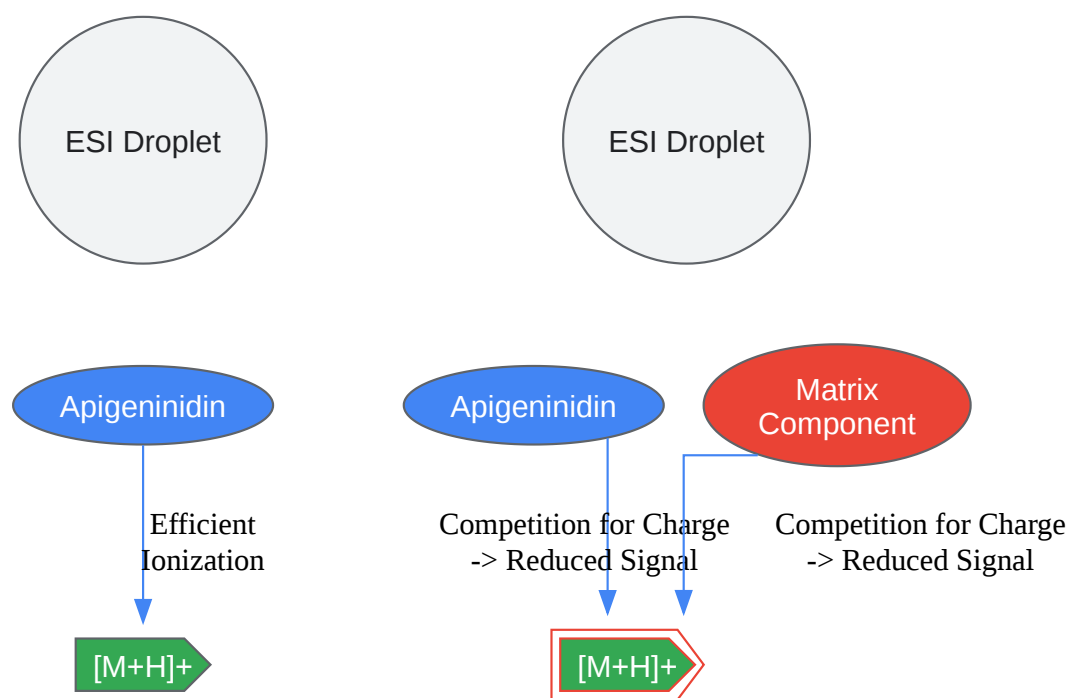 ESI Droplet
ESI Droplet
Apigeninidin
Apigeninidin
Matrix
Component
Efficient
Ionization
Competition for Charge
-> Reduced Signal
Competition for Charge
-> Reduced Signal
[M+H]+
[M+H]+